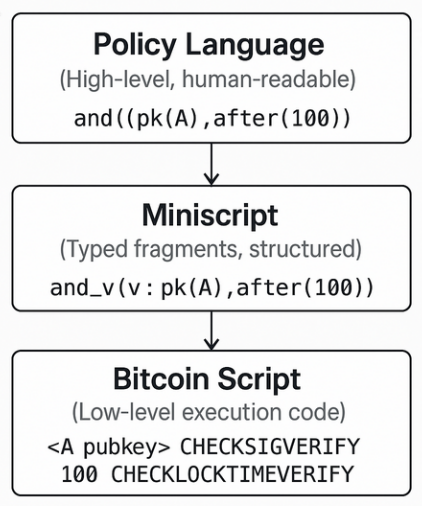 Policy Language
(High-level, human-readable)
and((pk(A),after(100))
Miniscript
(Typed fragments, structured)
and_v(v:pk(A),after(100))
Bitcoin Script
(Low-level execution code)
<A pubkey> CHECKSIGVERIFY
100 CHECKLOCKTIMEVERIFY